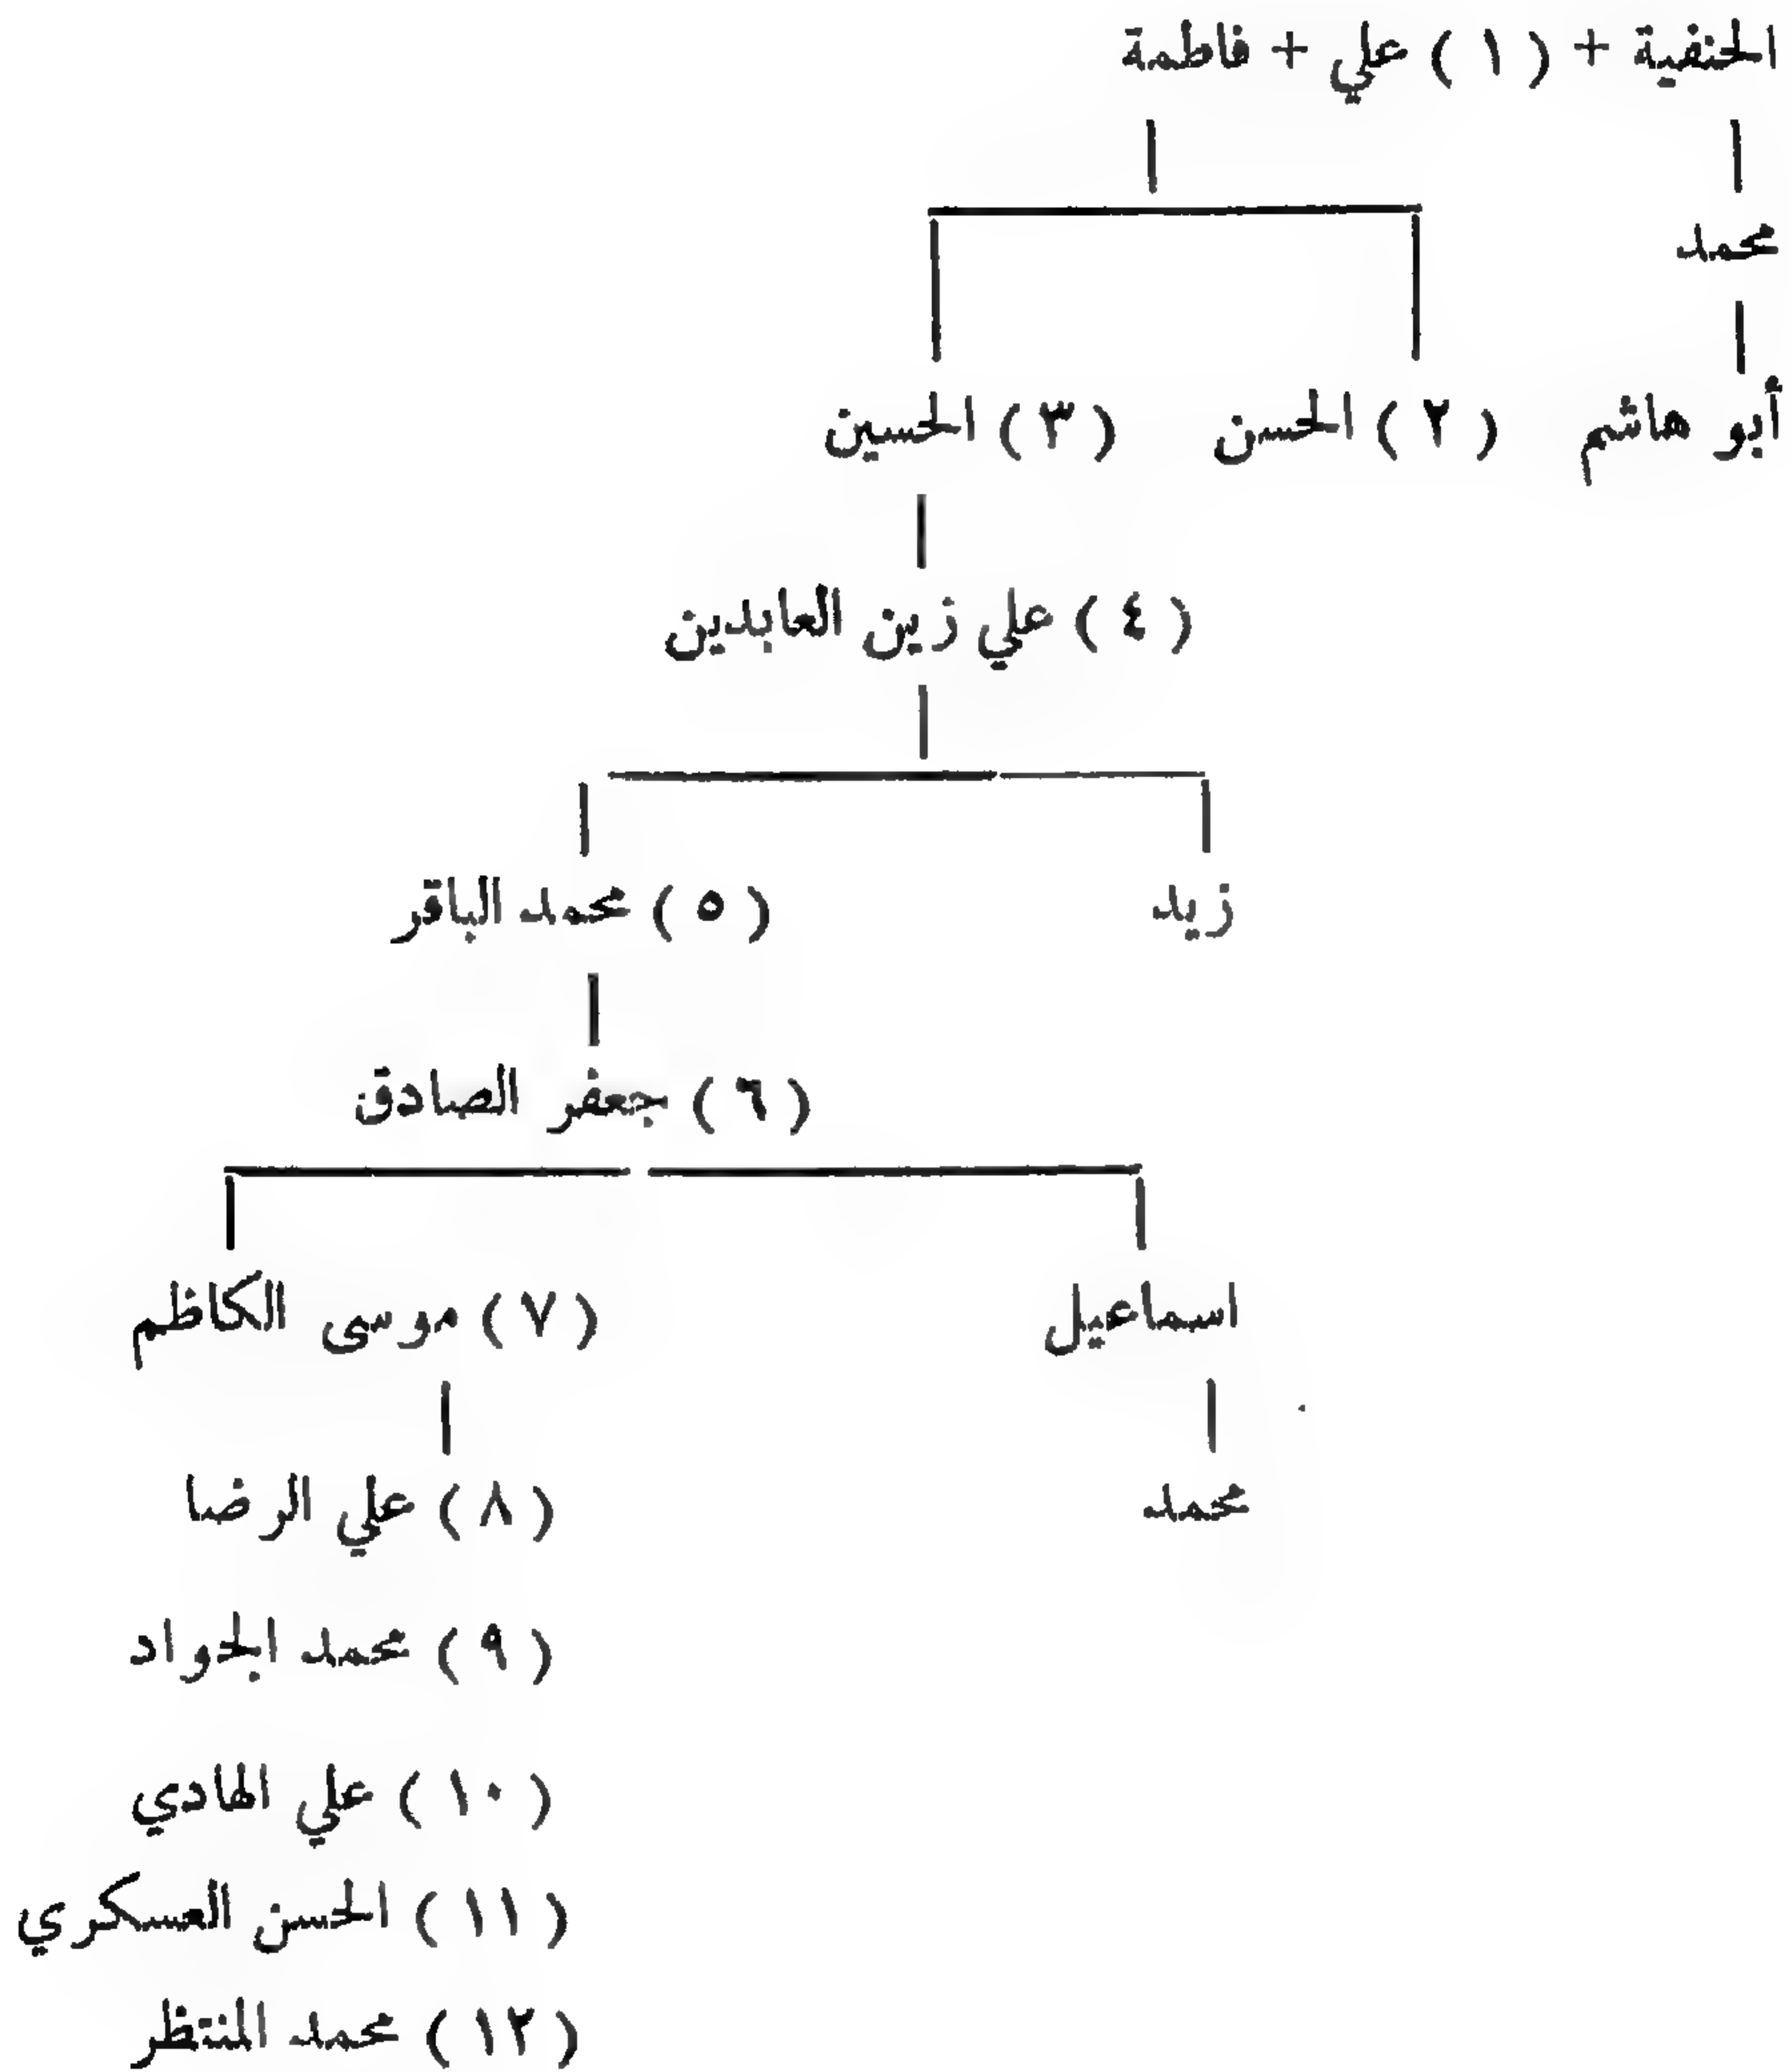 الحنفية + ( ١ ) علي + فاطمة
محمد
أبو هاشم ( ٢ ) الحسن ( ٣ ) الحسين
( ٤ ) علي زين العابدين
زيد ( ٥ ) محمد الباقر
( ٦ ) جعفر الصادق
اسماعيل ( ٧ ) موسى الكاظم
محمد ( ٨ ) علي الرضا
( ٩ ) محمد الجواد
( ١٠ ) علي الهادي
( ١١ ) الحسن العسكري
( ١٢ ) محمد المنتظر